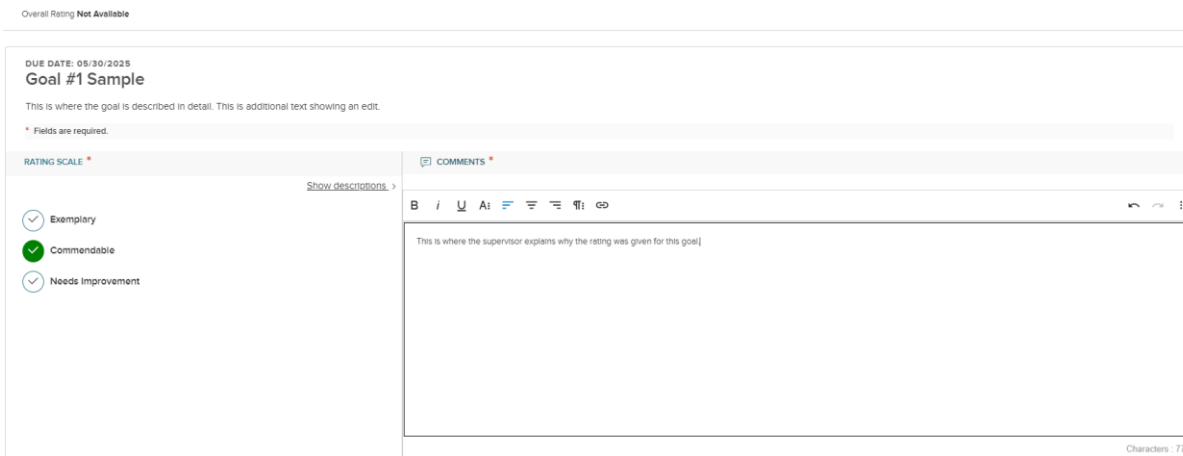 Overall Rating Not Available
DUE DATE: 05/30/2025
Goal #1 Sample
This is where the goal is described in detail. This is additional text showing an edit.
* Fields are required.
RATING SCALE *
Show descriptions >
Exemplary
Commendable
Needs Improvement
COMMENTS *
B i U A
This is where the supervisor explains why the rating was given for this goal.
Characters : 77